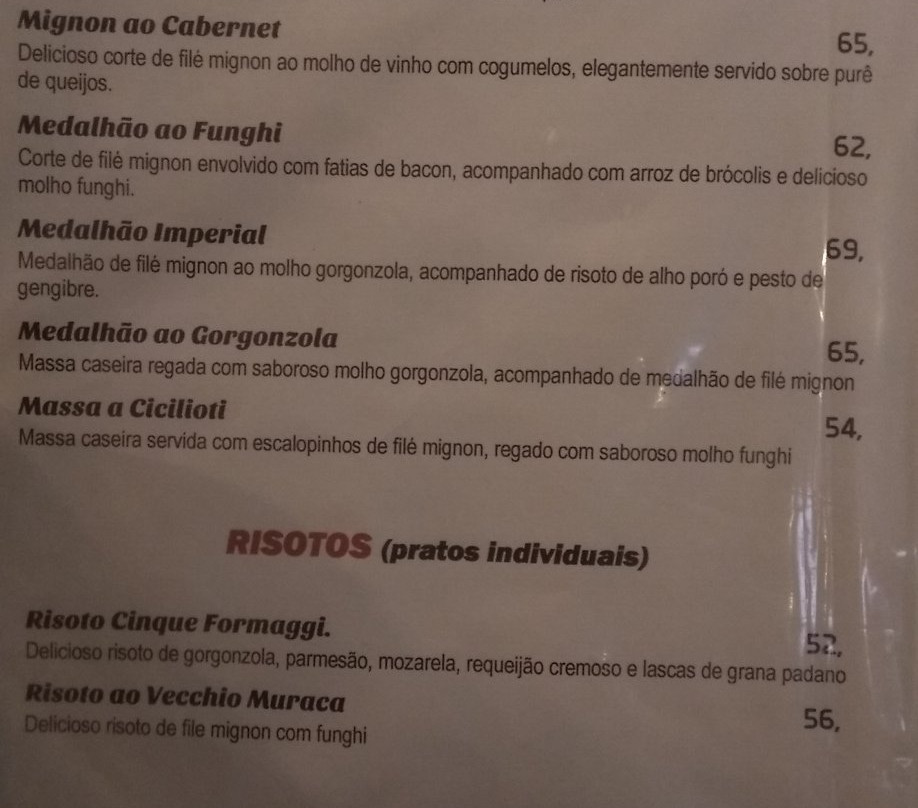 Mignon ao Cabernet
65,
Delicioso corte de filé mignon ao molho de vinho com cogumelos, elegantemente servido sobre purê
de queijos.
Medalhão ao Funghi
62,
Corte de filé mignon envolvido com fatias de bacon, acompanhado com arroz de brócolis e delicioso
molho funghi.
Medalhão Imperial
69,
Medalhão de filé mignon ao molho gorgonzola, acompanhado de risoto de alho poró e pesto de
gengibre.
Medalhão ao Gorgonzola
65,
Massa caseira regada com saboroso molho gorgonzola, acompanhado de medalhão de filé mignon
Massa a Cicilioti
54,
Massa caseira servida com escalopinhos de filé mignon, regado com saboroso molho funghi
RISOTOS (pratos individuais)
Risoto Cinque Formaggi.
52,
Delicioso risoto de gorgonzola, parmesão, mozarela, requeijão cremoso e lascas de grana padano
Risoto ao Vecchio Muraca
56,
Delicioso risoto de file mignon com funghi